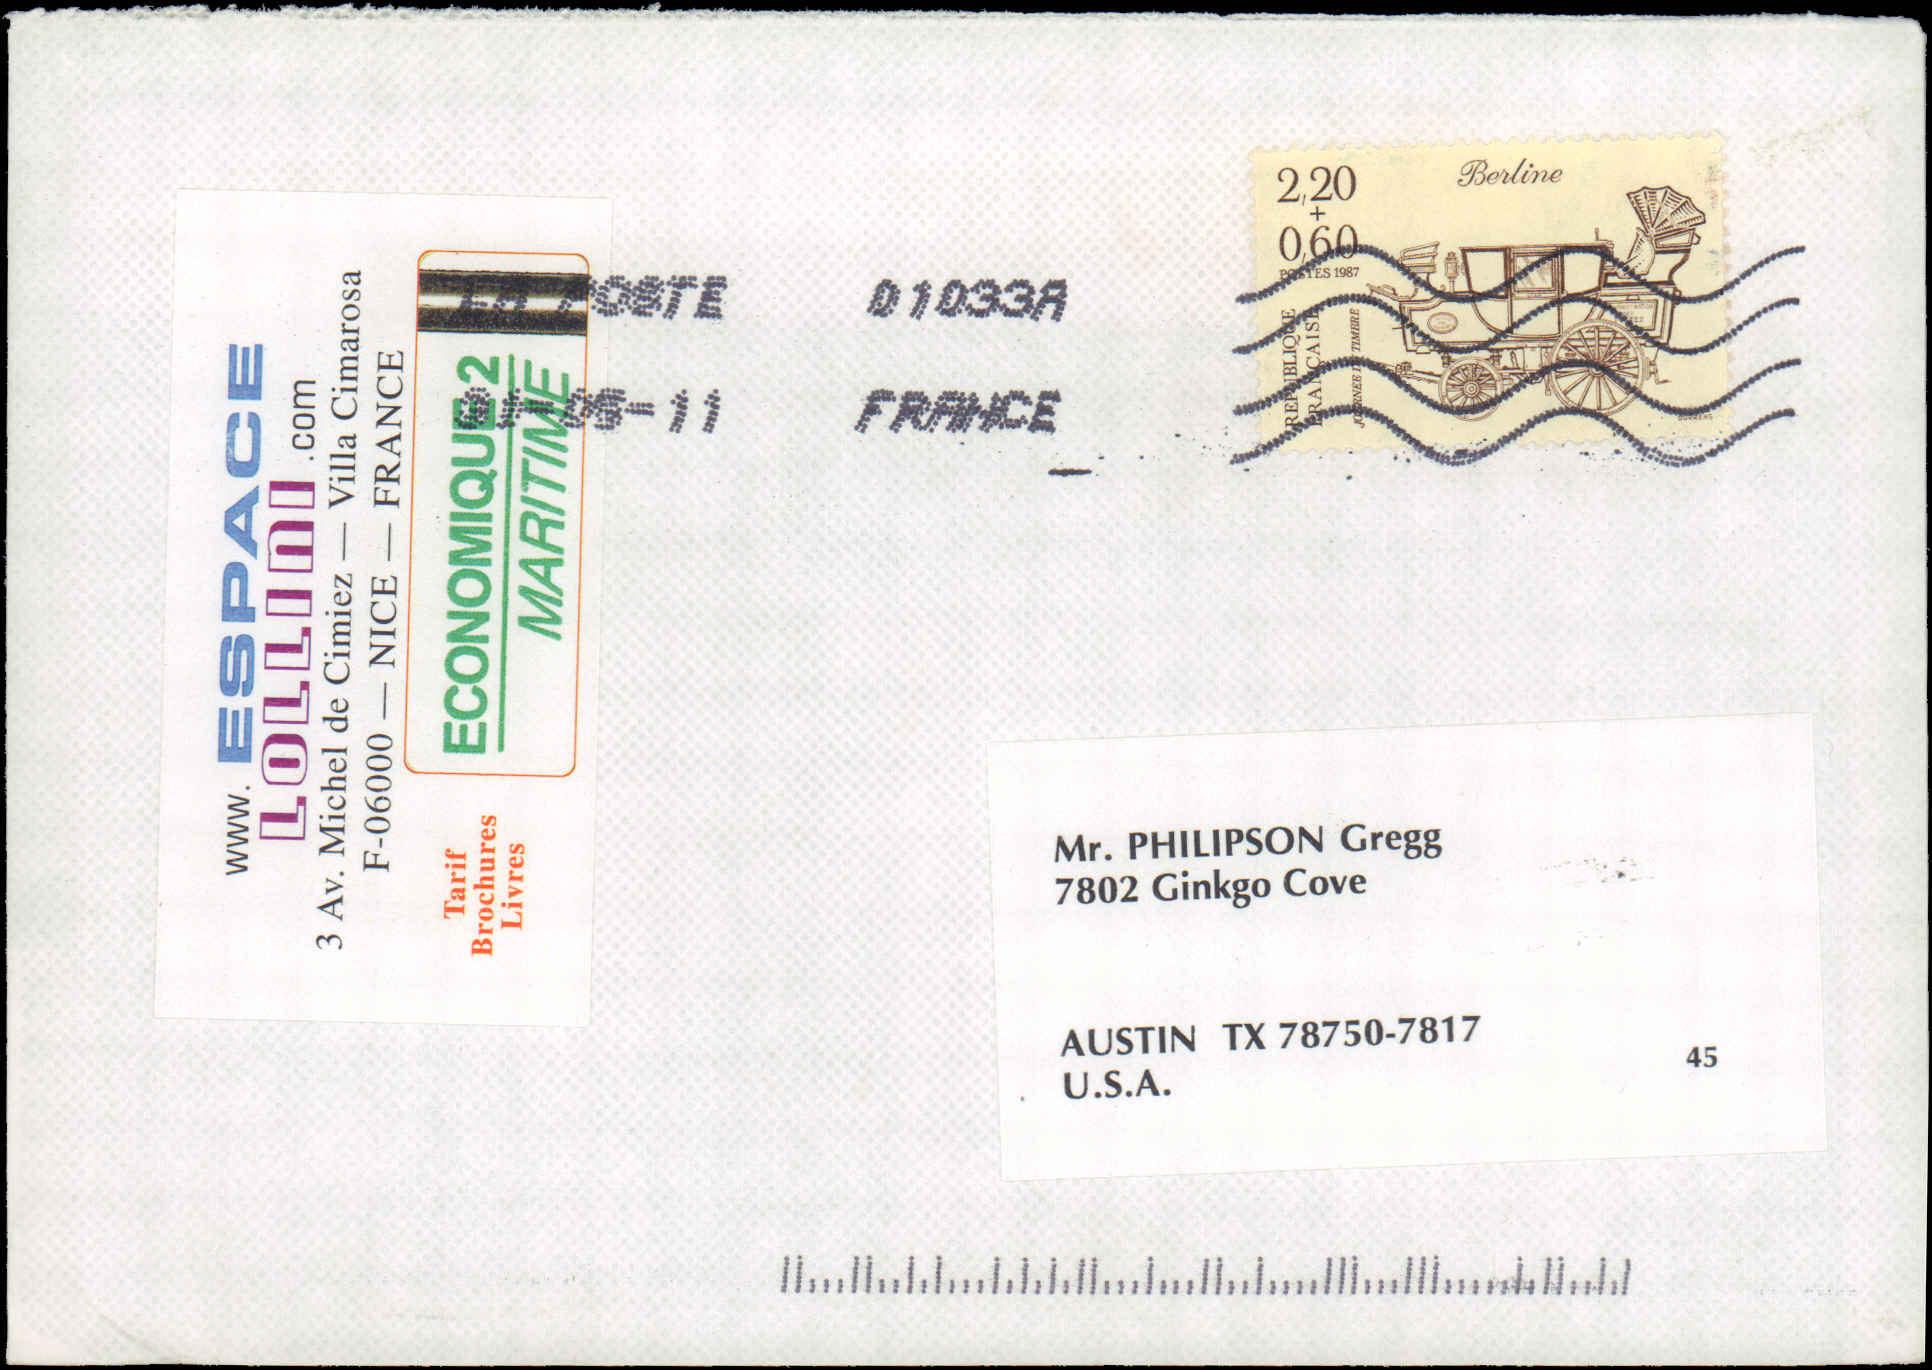 www. ESPACE
LOLLINI .com
3 Av. Michel de Cimiez — Villa Cimarosa
F-06000 — NICE — FRANCE
ECONOMIQUE 2
MARITIME
Tarif
Brochures
Livres
LA POSTE 01033A
-11 FRANCE
2,20
+
0,60
POSTES 1987
Berline
REPUBLIQUE
FRANCAISE
JOURNEE DU TIMBRE
Mr. PHILIPSON Gregg
7802 Ginkgo Cove
AUSTIN TX 78750-7817
U.S.A.
45